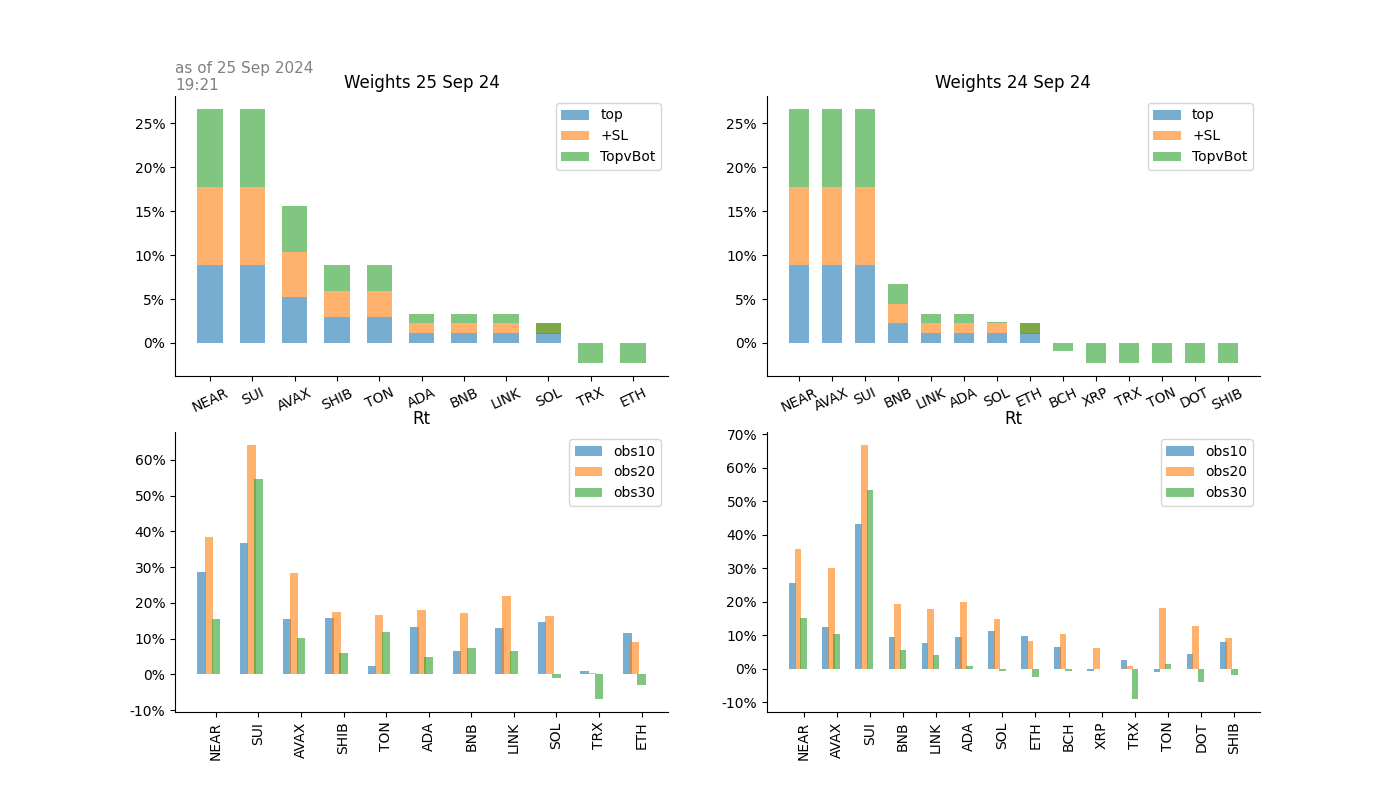 as of 25 Sep 2024
19:21
Weights 25 Sep 24
25%
20%
15%
10%
5%
0%
top
+SL
TopvBot
NEAR
SUI
AVAX
SHIB
TON
ADA
BNB
LINK
SOL
TRX
ETH
Weights 24 Sep 24
25%
20%
15%
10%
5%
0%
top
+SL
TopvBot
NEAR
AVAX
SUI
BNB
LINK
ADA
SOL
ETH
BCH
XRP
TRX
TON
DOT
SHIB
Rt
60%
50%
40%
30%
20%
10%
0%
-10%
obs10
obs20
obs30
NEAR
SUI
AVAX
SHIB
TON
ADA
BNB
LINK
SOL
TRX
ETH
Rt
70%
60%
50%
40%
30%
20%
10%
0%
-10%
obs10
obs20
obs30
NEAR
AVAX
SUI
BNB
LINK
ADA
SOL
ETH
BCH
XRP
TRX
TON
DOT
SHIB